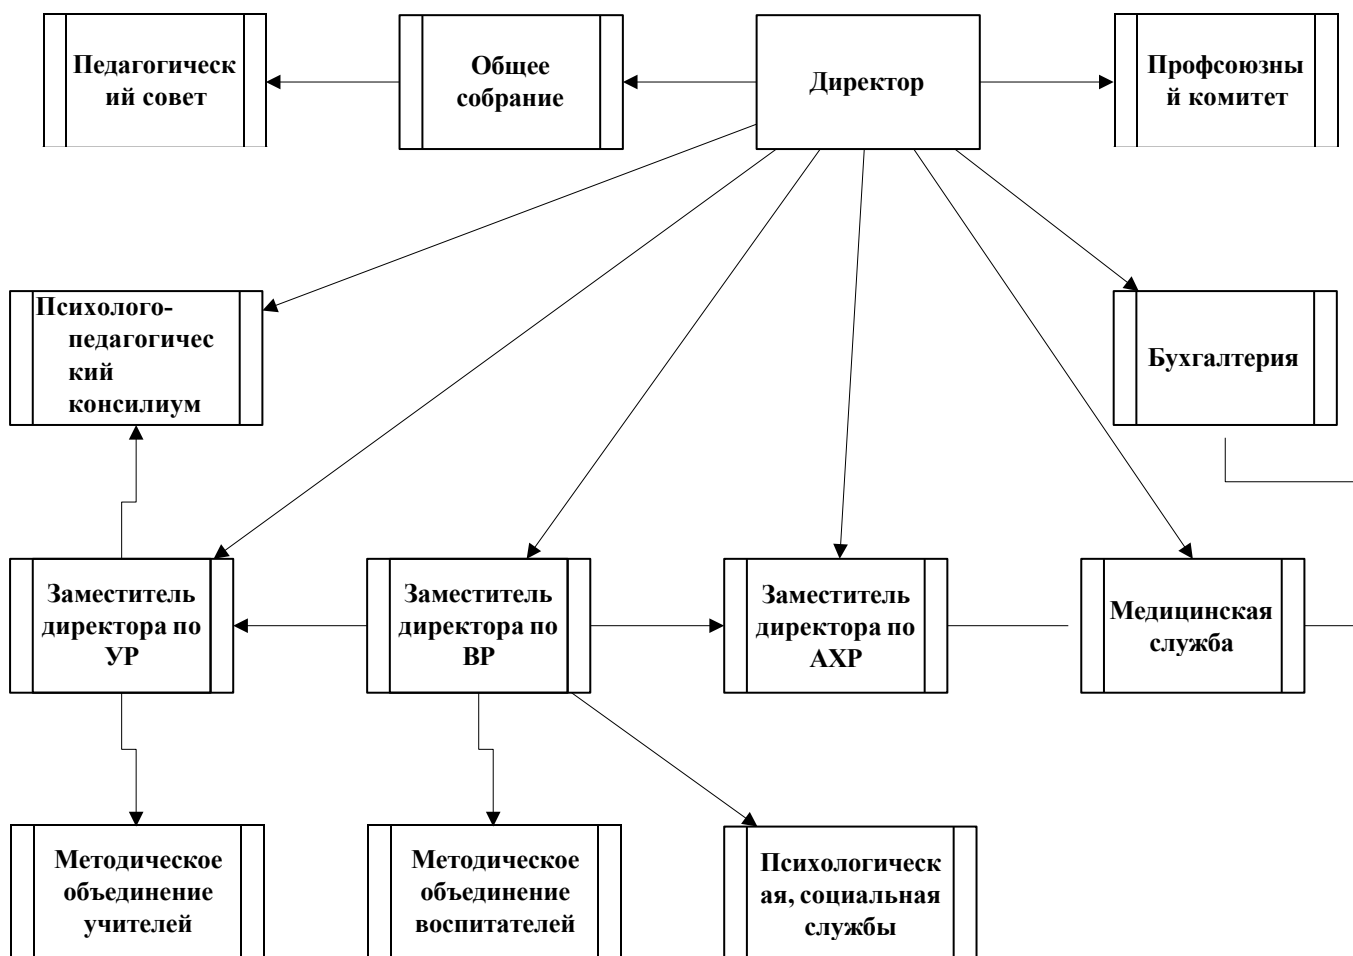 Педагогическ
ий совет
Общее
собрание
Директор
Профсоюзны
й комитет
Психолого-
педагогичес
кий
консилиум
Бухгалтерия
Заместитель
директора по
УР
Заместитель
директора по
ВР
Заместитель
директора по
АХР
Медицинская
служба
Методическое
объединение
учителей
Методическое
объединение
воспитателей
Психологическ
ая, социальная
службы